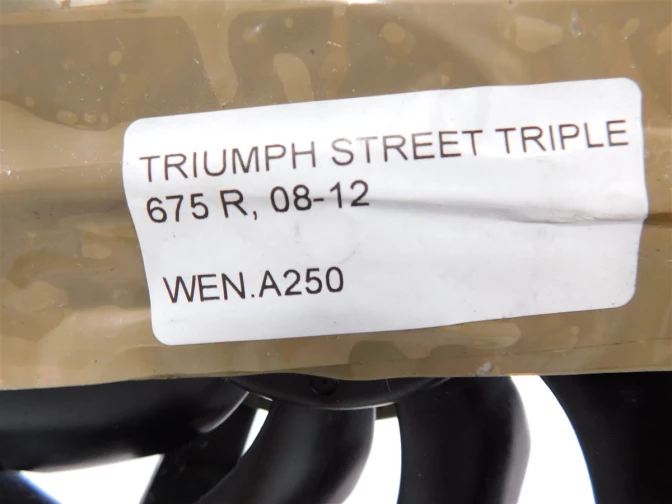 TRIUMPH STREET TRIPLE
675 R, 08-12
WEN.A250